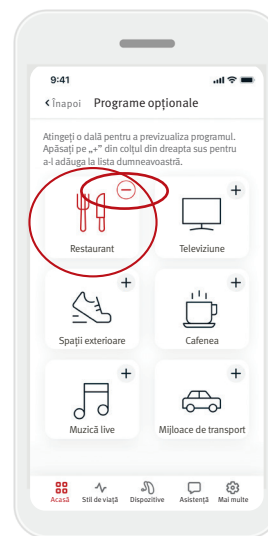 9:41
Înapoi Programe opționale
Atingeți o dată pentru a previzualiza programul.
Apăsați pe „+” din colțul din dreapta sus pentru
a-l adăuga la lista dumneavoastră.
Restaurant Televiziune
Spații exterioare Cafenea
Muzică live Mijloace de transport
Acasă Stil de viață Dispozitive Asistență Mai multe